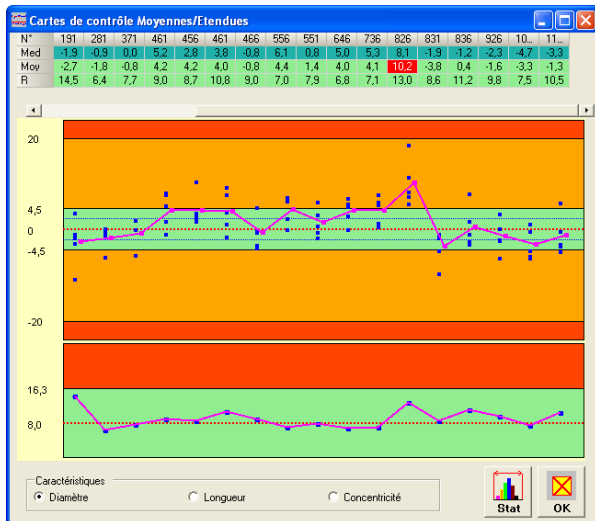 Cartes de contrôle Moyennes/Etendues
N° 191 281 371 461 456 461 466 556 551 646 736 826 831 836 926 10... 11...
Med -1,9 -0,9 0,0 5,2 2,8 3,8 -0,8 6,1 0,8 5,0 5,3 8,1 -1,9 -1,2 -2,3 -4,7 -3,3
Moy -2,7 -1,8 -0,8 4,2 4,2 4,0 -0,8 4,4 1,4 4,0 4,1 10,2 -3,8 0,4 -1,6 -3,3 -1,3
R 14,5 6,4 7,7 9,0 8,7 10,8 9,0 7,0 7,9 6,8 7,1 13,0 8,6 11,2 9,8 7,5 10,5
20
4,5
0
-4,5
-20
16,3
8,0
Caractéristiques
Diamètre Longueur Concentricité
Stat OK